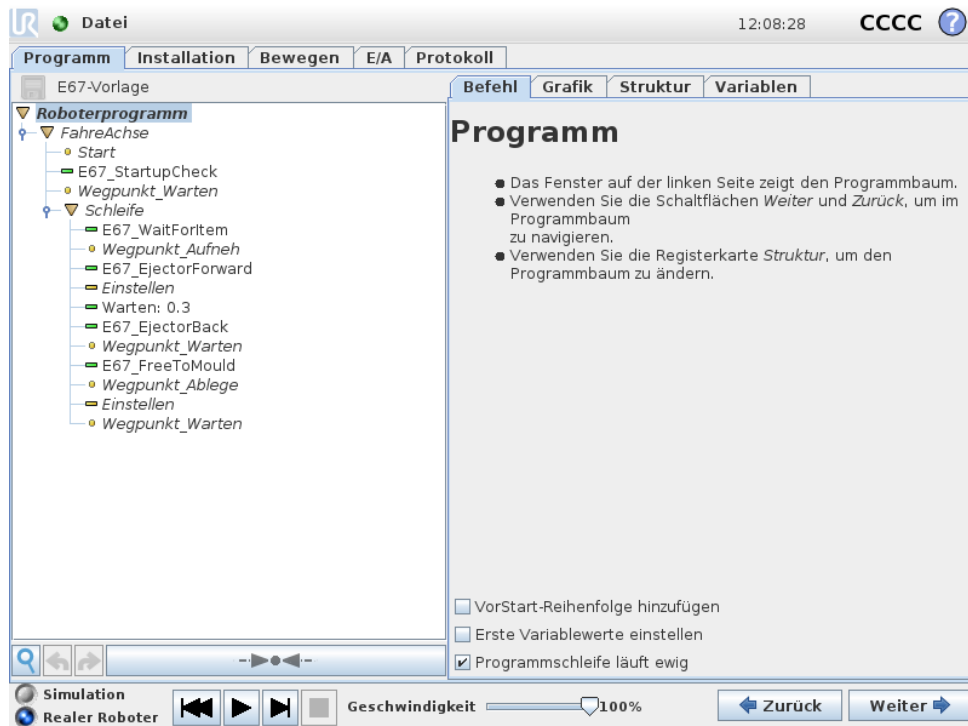 UR Datei 12:08:28 CCCC ?
Programm Installation Bewegen E/A Protokoll
E67-Vorlage
Roboterprogramm
FahreAchse
Start
E67_StartupCheck
Wegpunkt_Warten
Schleife
E67_WaitForItem
Wegpunkt_Aufneh
E67_EjectorForward
Einstellen
Warten: 0.3
E67_EjectorBack
Wegpunkt_Warten
E67_FreeToMould
Wegpunkt_Ablege
Einstellen
Wegpunkt_Warten
Befehl Grafik Struktur Variablen
Programm
Das Fenster auf der linken Seite zeigt den Programmbaum.
Verwenden Sie die Schaltflächen Weiter und Zurück, um im
Programmbaum
zu navigieren.
Verwenden Sie die Registerkarte Struktur, um den
Programmbaum zu ändern.
VorStart-Reihenfolge hinzufügen
Erste Variablewerte einstellen
Programmschleife läuft ewig
Simulation
Realer Roboter
Geschwindigkeit 100% Zurück Weiter